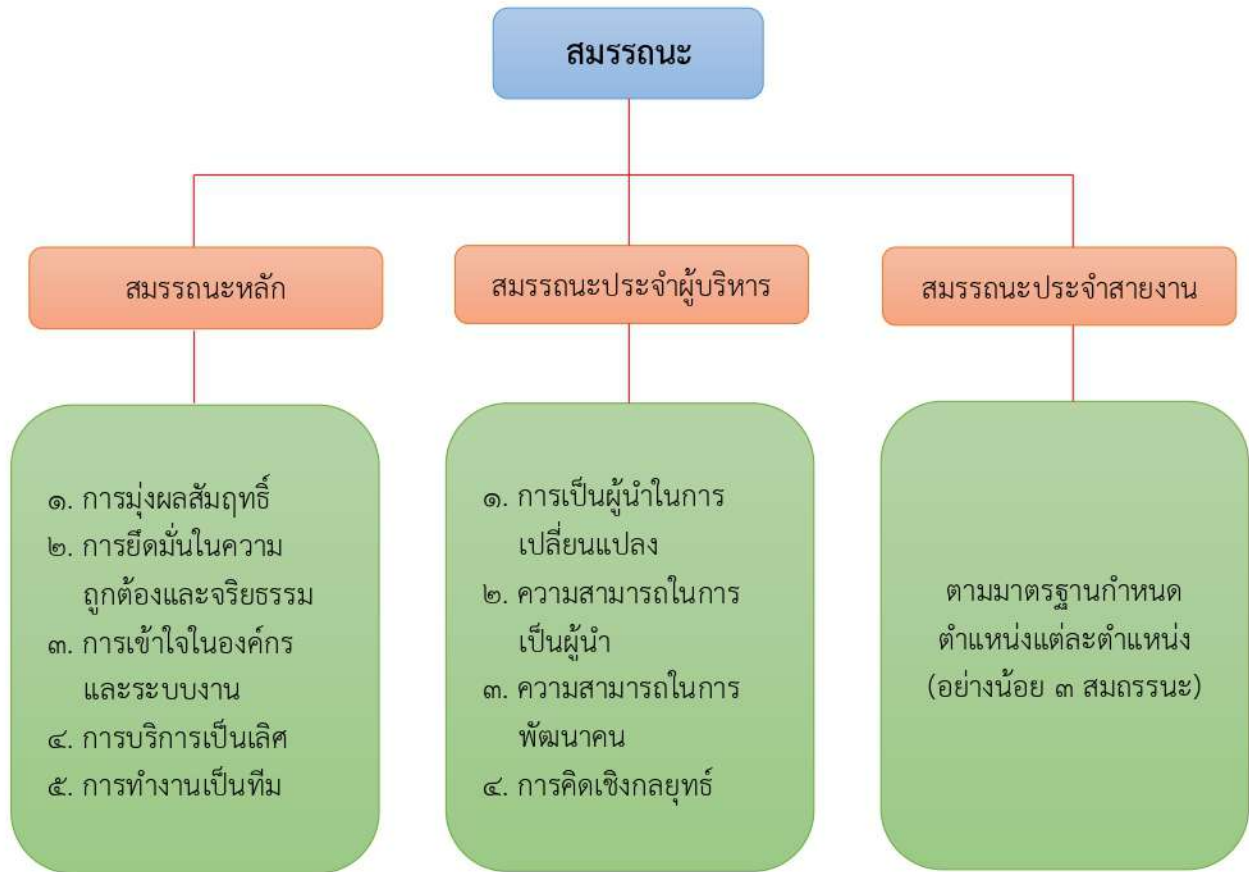 สมรรถนะ
สมรรถนะหลัก
สมรรถนะประจำผู้บริหาร
สมรรถนะประจำสายงาน
๑. การมุ่งผลสัมฤทธิ์
๒. การยึดมั่นในความ
ถูกต้องและจริยธรรม
๓. การเข้าใจในองค์กร
และระบบงาน
๔. การบริการเป็นเลิศ
๕. การทำงานเป็นทีม
๑. การเป็นผู้นำในการ
เปลี่ยนแปลง
๒. ความสามารถในการ
เป็นผู้นำ
๓. ความสามารถในการ
พัฒนาคน
๔. การคิดเชิงกลยุทธ์
ตามมาตรฐานกำหนด
ตำแหน่งแต่ละตำแหน่ง
(อย่างน้อย ๓ สมถรรนะ)